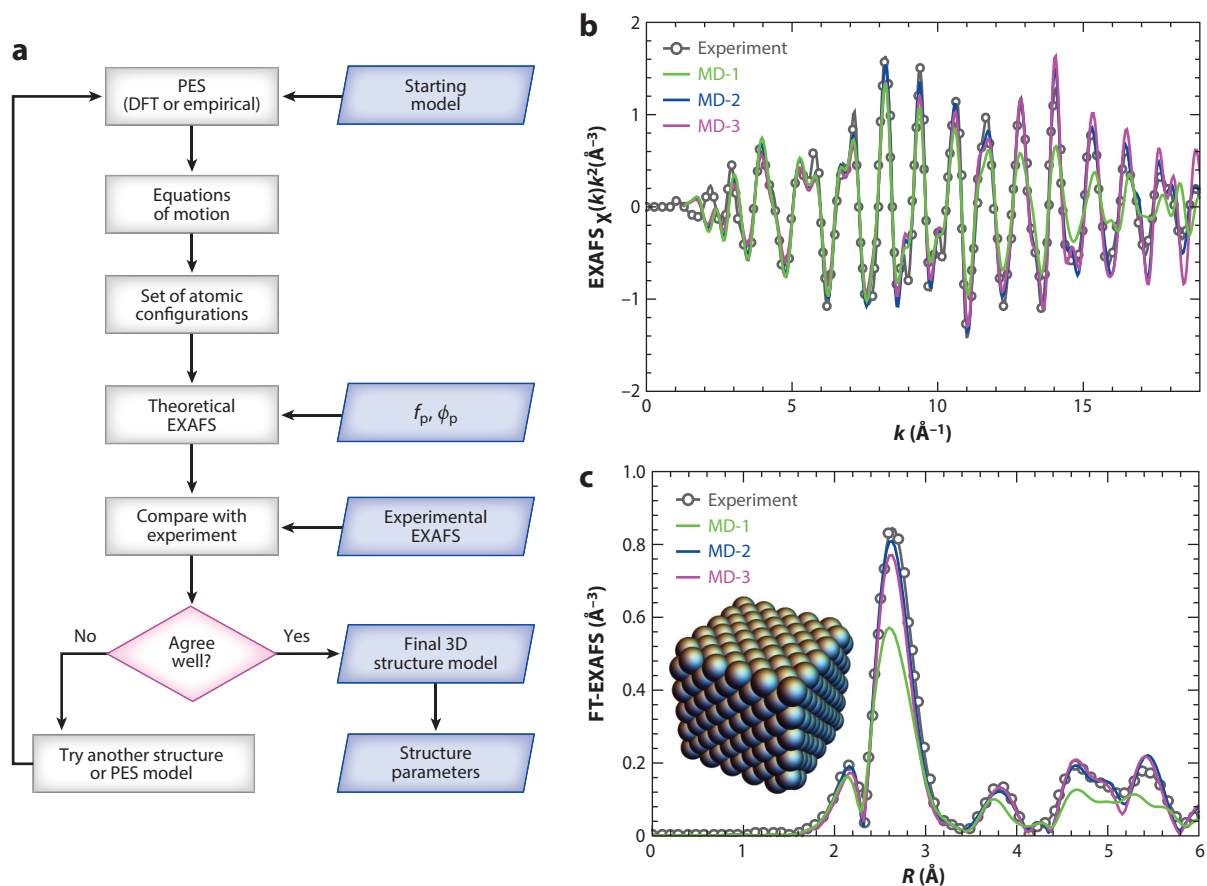 a
PES
(DFT or empirical)
Starting
model
Equations
of motion
Set of atomic
configurations
Theoretical
EXAFS
fp, ϕp
Compare with
experiment
Experimental
EXAFS
No
Agree
well?
Yes
Final 3D
structure model
Try another structure
or PES model
Structure
parameters
b
2
1
0
−1
−2
EXAFS χ(k)k²(Å⁻³)
Experiment
MD-1
MD-2
MD-3
0 5 10 15
k (Å⁻¹)
c
1.0
0.8
0.6
0.4
0.2
0
FT-EXAFS (Å⁻³)
Experiment
MD-1
MD-2
MD-3
0 1 2 3 4 5 6
R (Å)